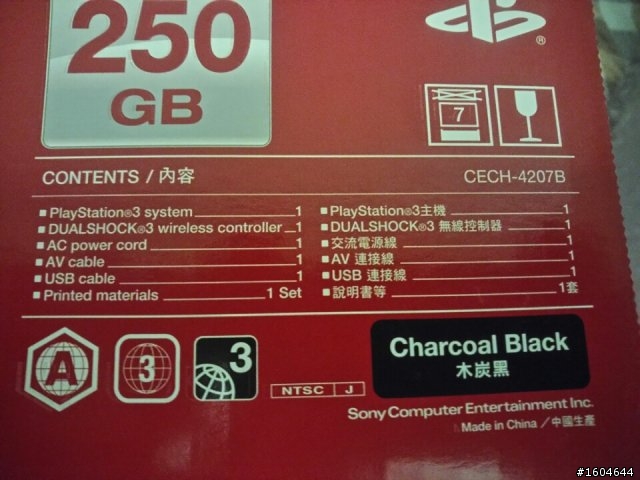 250
GB
7
CONTENTS / 內容 CECH-4207B
PlayStation®3 system 1
DUALSHOCK®3 wireless controller 1
AC power cord 1
AV cable 1
USB cable 1
Printed materials 1 Set
PlayStation®3主機 1
DUALSHOCK®3 無線控制器 1
交流電源線 1
AV 連接線 1
USB 連接線 1
說明書等 1套
A 3 3
NTSC J
Charcoal Black
木炭黑
Sony Computer Entertainment Inc.
Made in China／中國生產
#1604644